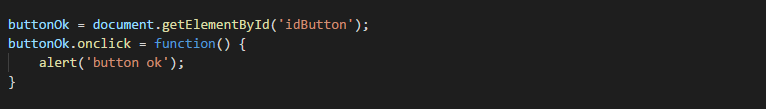 buttonOk = document.getElementById('idButton');
buttonOk.onclick = function() {
    alert('button ok');
}